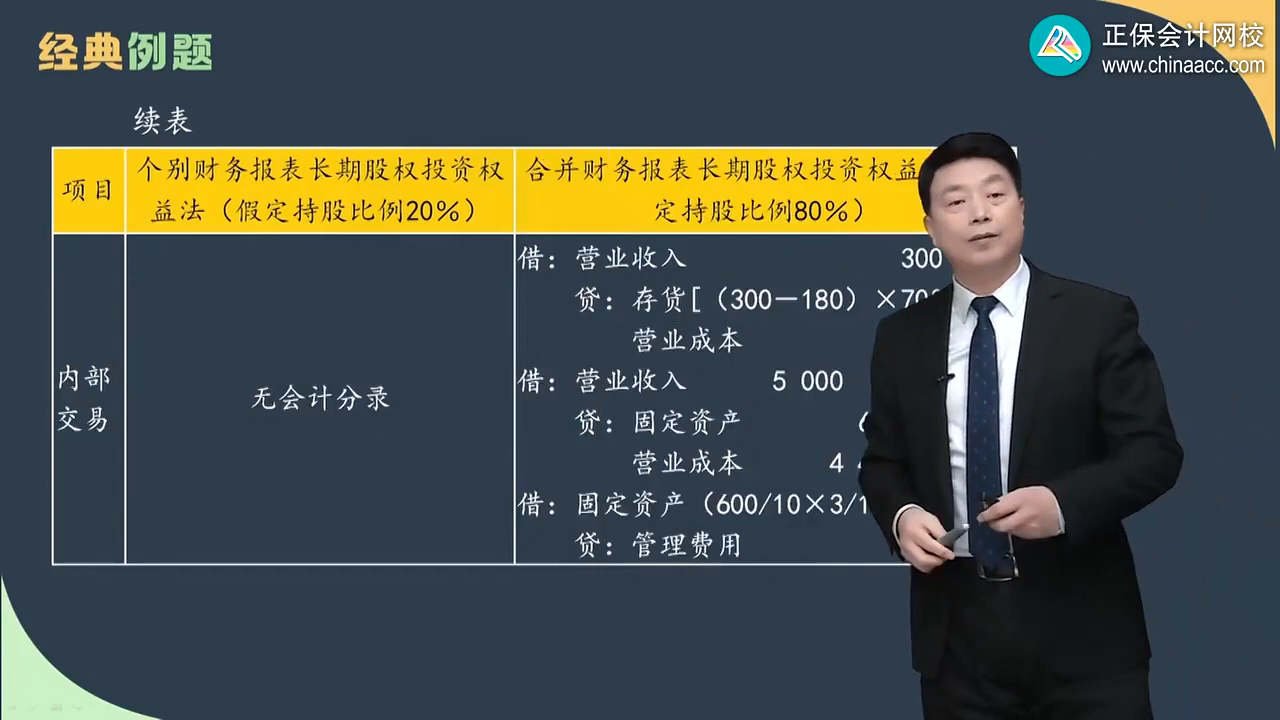 经典例题
正保会计网校
www.chinaacc.com
续表
项目
个别财务报表长期股权投资权
益法（假定持股比例20%）
合并财务报表长期股权投资权益
定持股比例80%）
内部
交易
无会计分录
借：营业收入 300
贷：存货[（300－180）×70
营业成本
借：营业收入 5 000
贷：固定资产
营业成本 4
借：固定资产（600/10×3/1
贷：管理费用